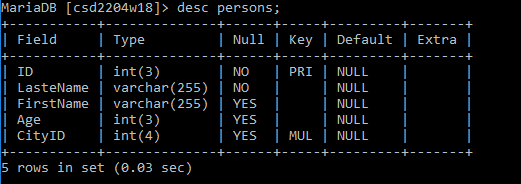 MariaDB [csd2204w18]> desc persons;
+-----------+--------------+------+-----+---------+-------+
| Field     | Type         | Null | Key | Default | Extra |
+-----------+--------------+------+-----+---------+-------+
| ID        | int(3)       | NO   | PRI | NULL    |       |
| LasteName | varchar(255) | NO   |     | NULL    |       |
| FirstName | varchar(255) | YES  |     | NULL    |       |
| Age       | int(3)       | YES  |     | NULL    |       |
| CityID    | int(4)       | YES  | MUL | NULL    |       |
+-----------+--------------+------+-----+---------+-------+
5 rows in set (0.03 sec)